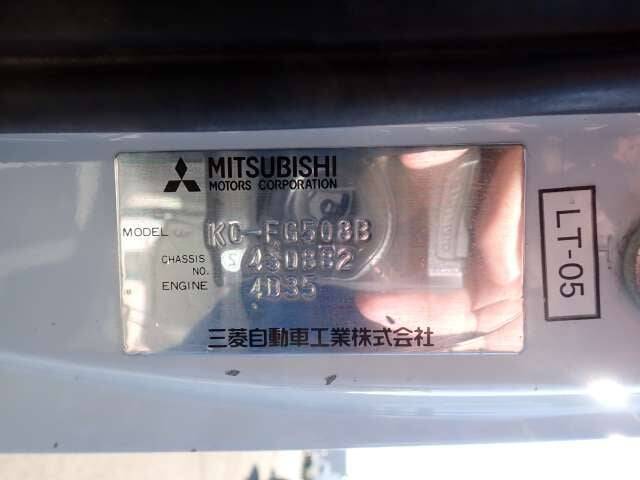 MITSUBISHI
MOTORS CORPORATION
MODEL KC-FG508B
CHASSIS NO.
ENGINE 4D35
三菱自動車工業株式会社
LT-05